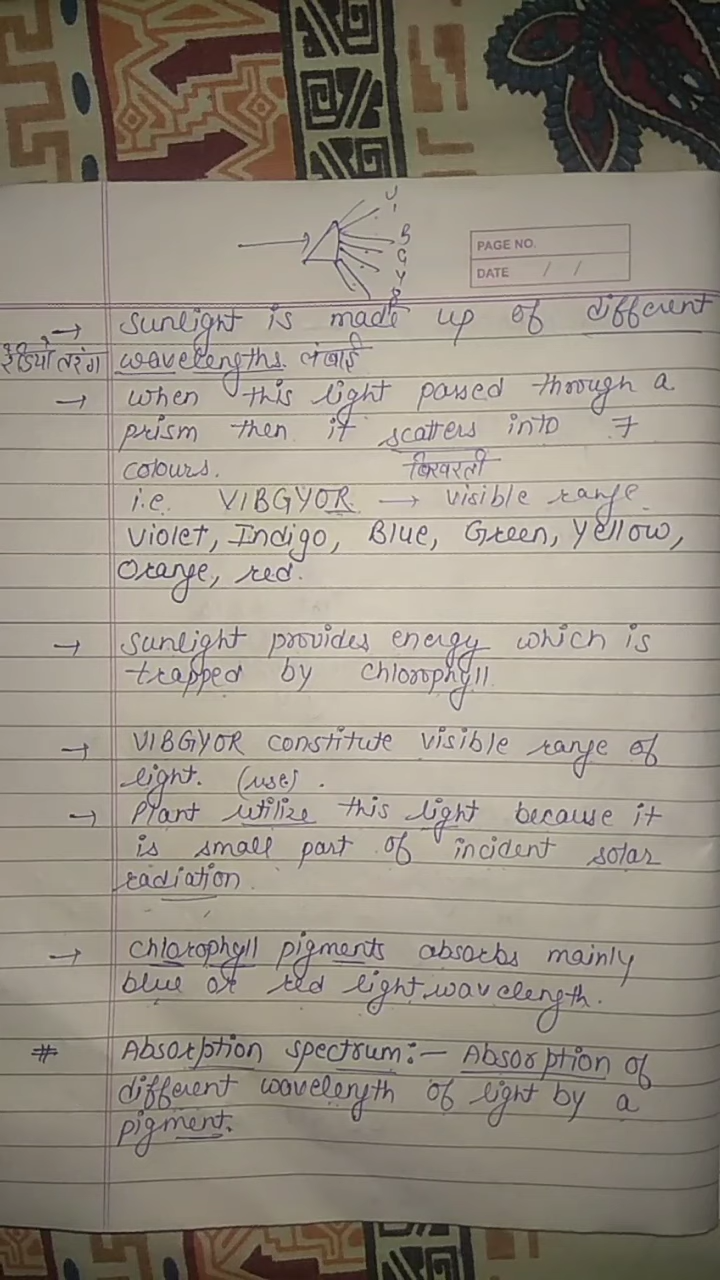 V
I
B
G
Y
R
PAGE NO.
DATE / /
→ Sunlight is made up of different
रेडियो तरंग wavelengths. लंबाई
→ when this light passed through a
prism then it scatters into 7
colours. बिखरती
i.e. VIBGYOR → visible range
Violet, Indigo, Blue, Green, Yellow,
Orange, red.
→ Sunlight provides energy which is
trapped by chlorophyll
→ VIBGYOR constitute visible range of
light. (use).
→ Plant utilize this light because it
is small part of incident solar
radiation.
→ Chlorophyll pigments absorbs mainly
blue or red light wavelength.
# Absorption spectrum:- Absorption of
different wavelength of light by a
pigment.